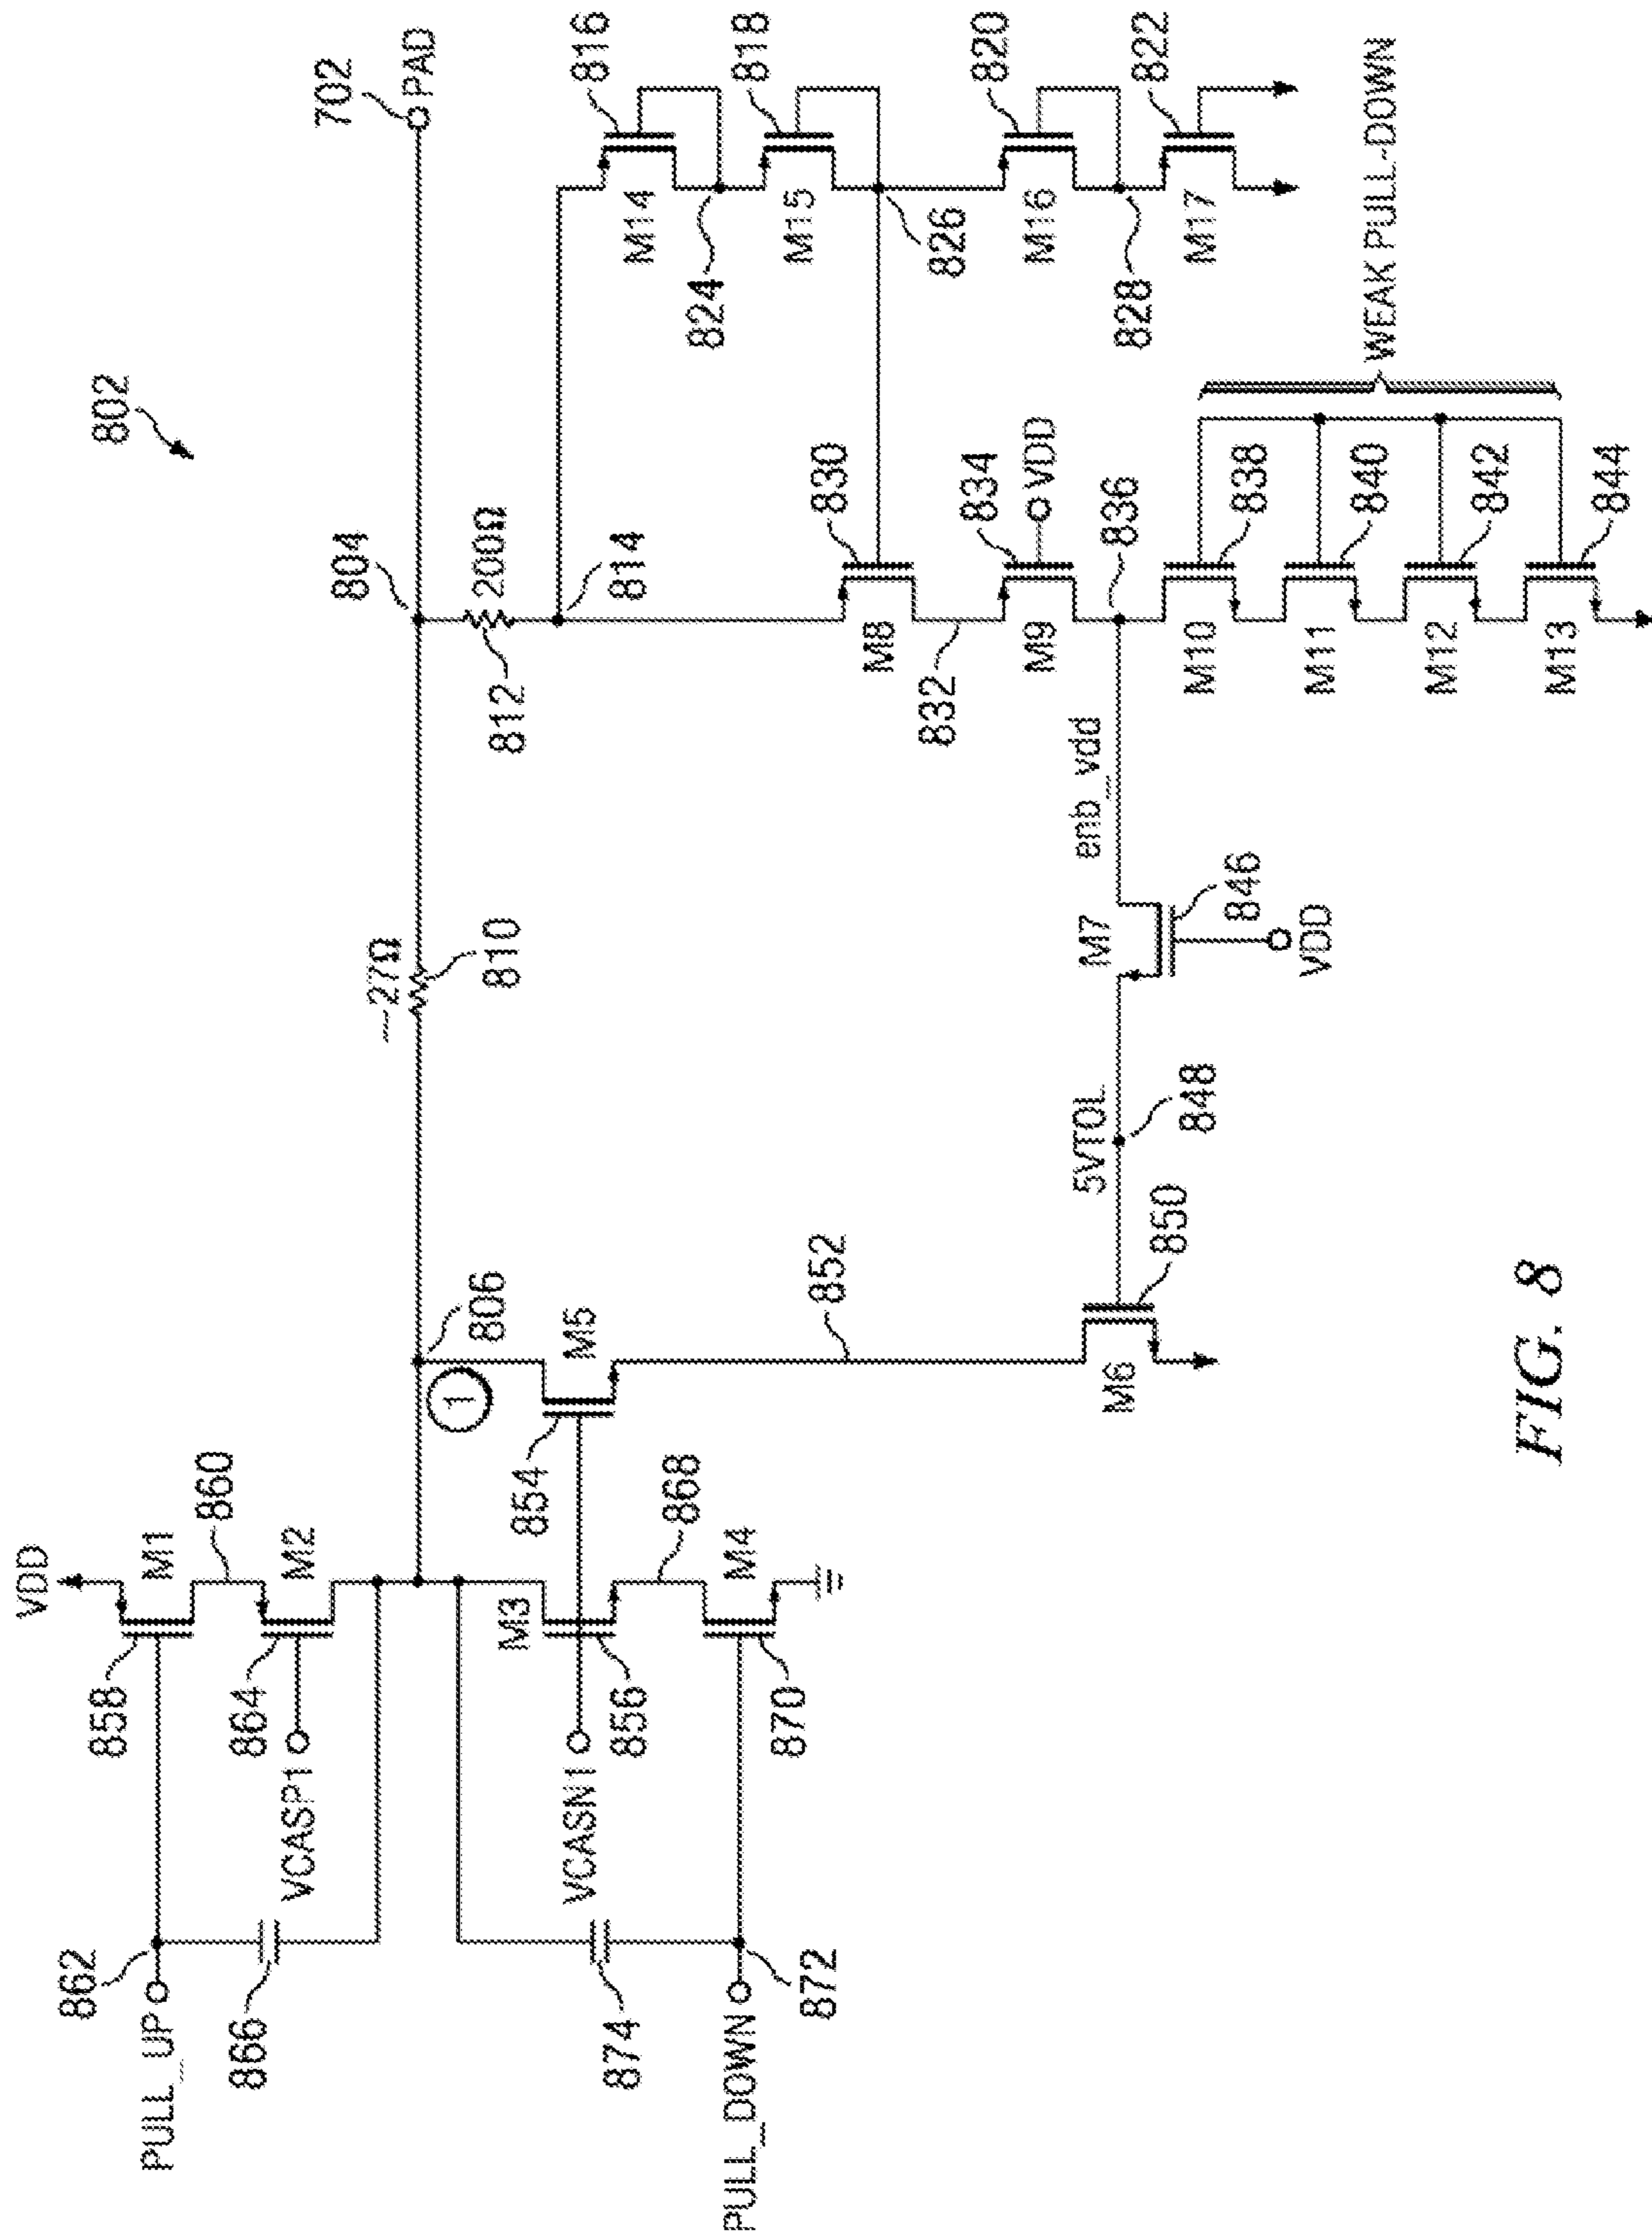 802
702
PAD
804
812
200Ω
814
816
M14
824
818
M15
826
820
M16
828
822
M17
830
M8
832
834
VDD
M9
836
838
M10
840
M11
842
M12
844
M13
WEAK PULL-DOWN
enb_vdd
M7
846
VDD
5VTOL
848
850
M6
852
~27Ω
810
806
1
M5
854
VDD
M1
858
860
M2
864
VCASP1
PULL_UP
862
866
M3
856
VCASN1
868
M4
870
874
872
PULL_DOWN
FIG. 8